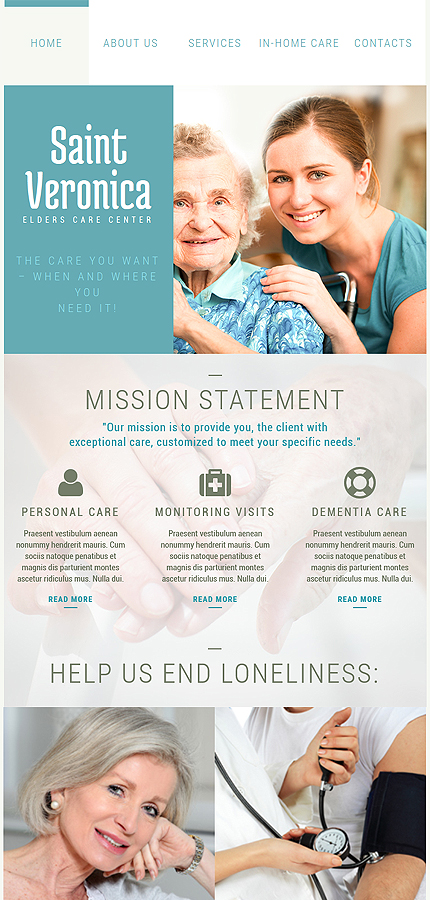 HOME ABOUT US SERVICES IN-HOME CARE CONTACTS
Saint
Veronica
ELDERS CARE CENTER
THE CARE YOU WANT
– WHEN AND WHERE
YOU
NEED IT!
MISSION STATEMENT
"Our mission is to provide you, the client with
exceptional care, customized to meet your specific needs."
PERSONAL CARE
Praesent vestibulum aenean
nonummy hendrerit mauris. Cum
sociis natoque penatibus et
magnis dis parturient montes
ascetur ridiculus mus. Nulla dui.
READ MORE
MONITORING VISITS
Praesent vestibulum aenean
nonummy hendrerit mauris. Cum
sociis natoque penatibus et
magnis dis parturient montes
ascetur ridiculus mus. Nulla dui.
READ MORE
DEMENTIA CARE
Praesent vestibulum aenean
nonummy hendrerit mauris. Cum
sociis natoque penatibus et
magnis dis parturient montes
ascetur ridiculus mus. Nulla dui.
READ MORE
HELP US END LONELINESS: